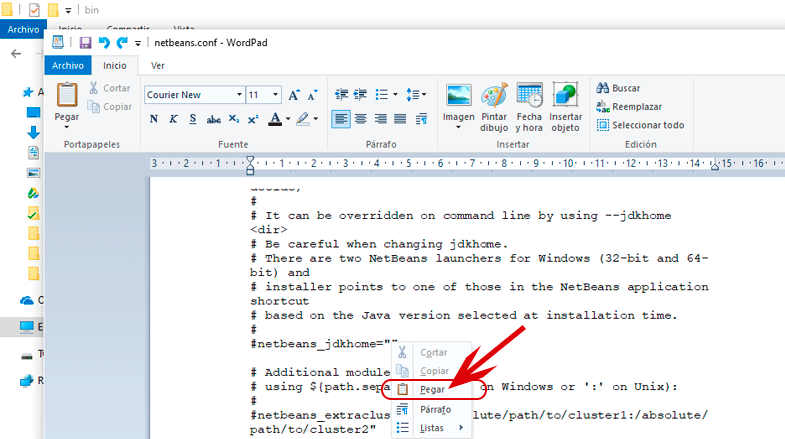 bin
Archivo Inicio
netbeans.conf - WordPad
Archivo Inicio Ver
Pegar
Cortar
Copiar
Portapapeles
Courier New 11 A A
N K S abc X₂ X² A
Fuente
Párrafo
Imagen
Pintar dibujo
Fecha y hora
Insertar objeto
Insertar
Buscar
Reemplazar
Seleccionar todo
Edición
3 2 1 1 2 3 4 5 6 7 8 9 10 11 12 13 14 15 16
#
# It can be overridden on command line by using --jdkhome
<dir>
# Be careful when changing jdkhome.
# There are two NetBeans launchers for Windows (32-bit and 64-
bit) and
# installer points to one of those in the NetBeans application
shortcut
# based on the Java version selected at installation time.
#
#netbeans_jdkhome=""
# Additional module
# using ${path.sepa on Windows or ':' on Unix):
#
#netbeans_extraclus lute/path/to/cluster1:/absolute/
path/to/cluster2"
Cortar
Copiar
Pegar
Párrafo
Listas